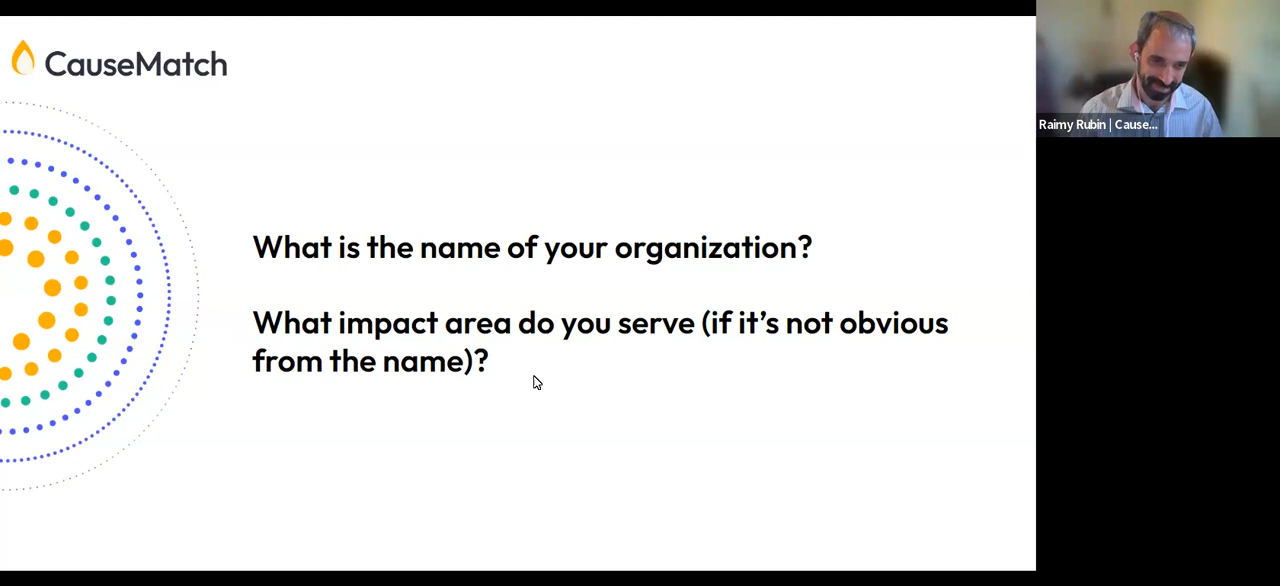 CauseMatch
Raimy Rubin | Cause...
What is the name of your organization?
What impact area do you serve (if it’s not obvious
from the name)?